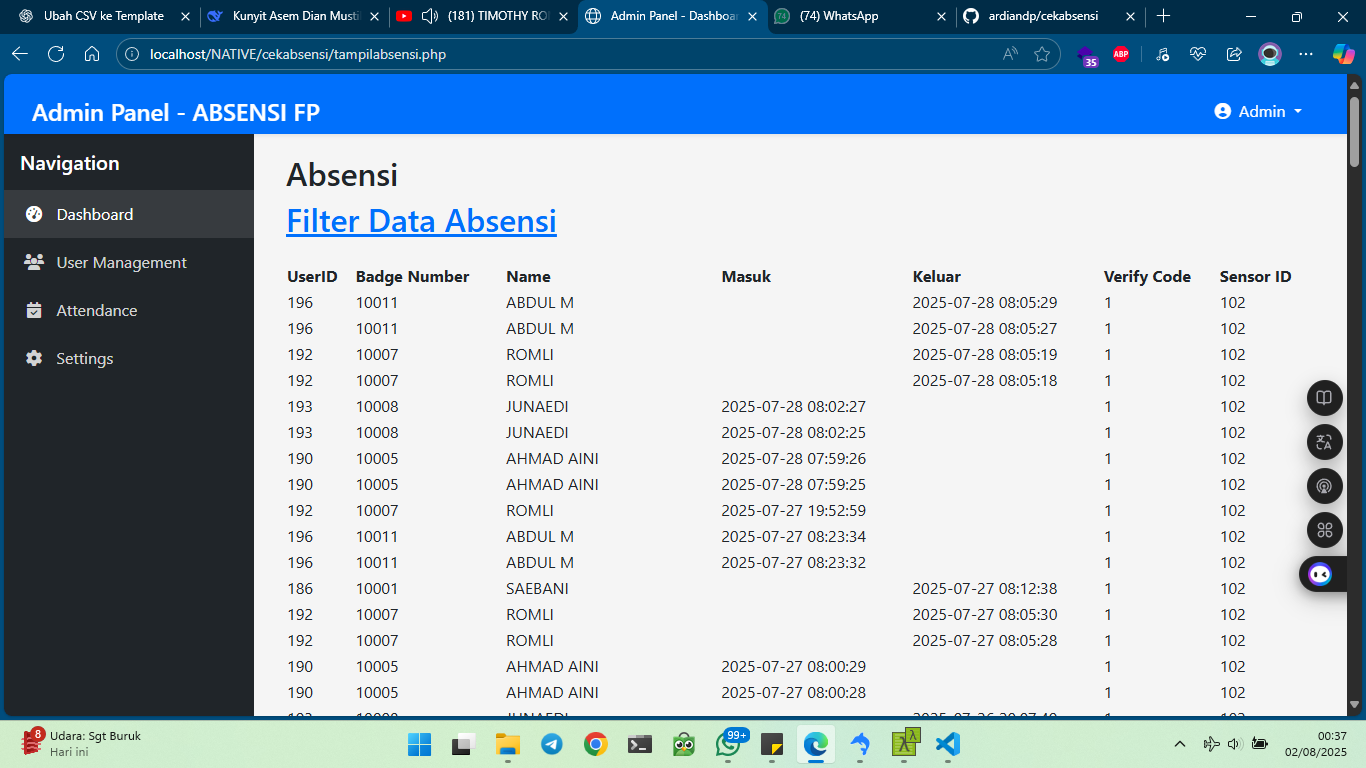 Ubah CSV ke Template
Kunyit Asem Dian Musti
(181) TIMOTHY RO
Admin Panel - Dashboar
(74) WhatsApp
ardiandp/cekabsensi
localhost/NATIVE/cekabsensi/tampilabsensi.php
35
ABP
Admin Panel - ABSENSI FP
Admin
Navigation
Dashboard
User Management
Attendance
Settings
Absensi
Filter Data Absensi
UserID Badge Number Name Masuk Keluar Verify Code Sensor ID
196 10011 ABDUL M 2025-07-28 08:05:29 1 102
196 10011 ABDUL M 2025-07-28 08:05:27 1 102
192 10007 ROMLI 2025-07-28 08:05:19 1 102
192 10007 ROMLI 2025-07-28 08:05:18 1 102
193 10008 JUNAEDI 2025-07-28 08:02:27 1 102
193 10008 JUNAEDI 2025-07-28 08:02:25 1 102
190 10005 AHMAD AINI 2025-07-28 07:59:26 1 102
190 10005 AHMAD AINI 2025-07-28 07:59:25 1 102
192 10007 ROMLI 2025-07-27 19:52:59 1 102
196 10011 ABDUL M 2025-07-27 08:23:34 1 102
196 10011 ABDUL M 2025-07-27 08:23:32 1 102
186 10001 SAEBANI 2025-07-27 08:12:38 1 102
192 10007 ROMLI 2025-07-27 08:05:30 1 102
192 10007 ROMLI 2025-07-27 08:05:28 1 102
190 10005 AHMAD AINI 2025-07-27 08:00:29 1 102
190 10005 AHMAD AINI 2025-07-27 08:00:28 1 102
8
Udara: Sgt Buruk
Hari ini
99+
00:37
02/08/2025